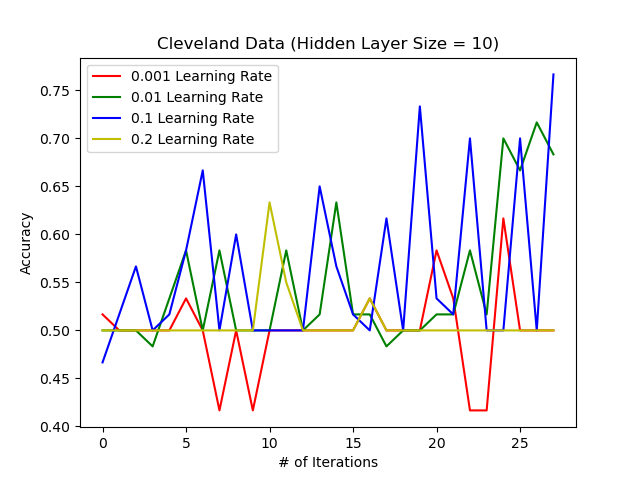 Cleveland Data (Hidden Layer Size = 10)
0.001 Learning Rate
0.01 Learning Rate
0.1 Learning Rate
0.2 Learning Rate
Accuracy
0.75
0.70
0.65
0.60
0.55
0.50
0.45
0.40
0 5 10 15 20 25
# of Iterations